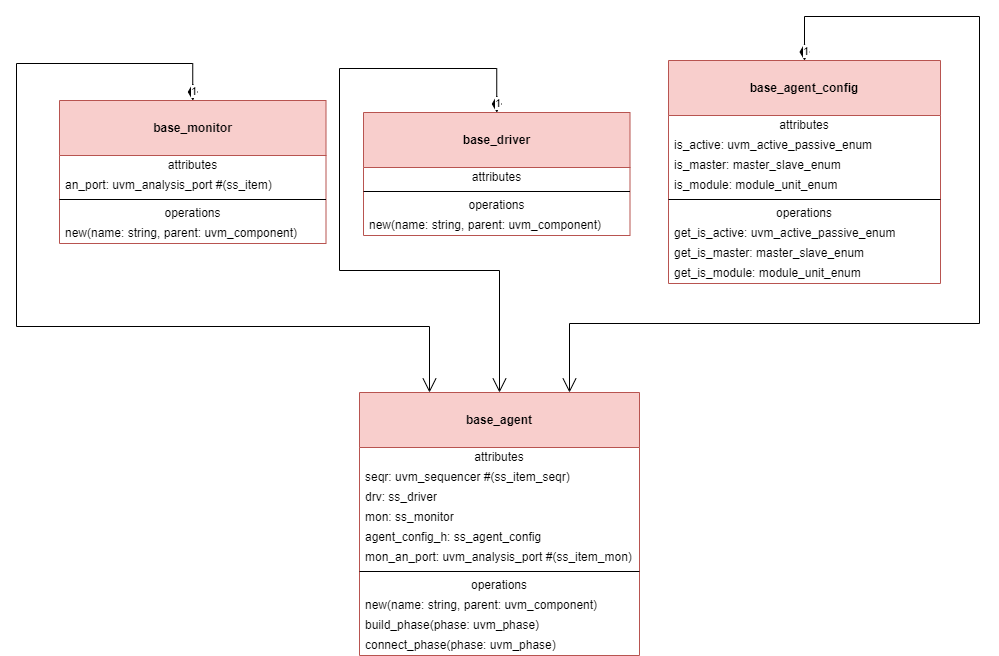 1
base_monitor
attributes
an_port: uvm_analysis_port #(ss_item)
operations
new(name: string, parent: uvm_component)
1
base_driver
attributes
operations
new(name: string, parent: uvm_component)
1
base_agent_config
attributes
is_active: uvm_active_passive_enum
is_master: master_slave_enum
is_module: module_unit_enum
operations
get_is_active: uvm_active_passive_enum
get_is_master: master_slave_enum
get_is_module: module_unit_enum
base_agent
attributes
seqr: uvm_sequencer #(ss_item_seqr)
drv: ss_driver
mon: ss_monitor
agent_config_h: ss_agent_config
mon_an_port: uvm_analysis_port #(ss_item_mon)
operations
new(name: string, parent: uvm_component)
build_phase(phase: uvm_phase)
connect_phase(phase: uvm_phase)